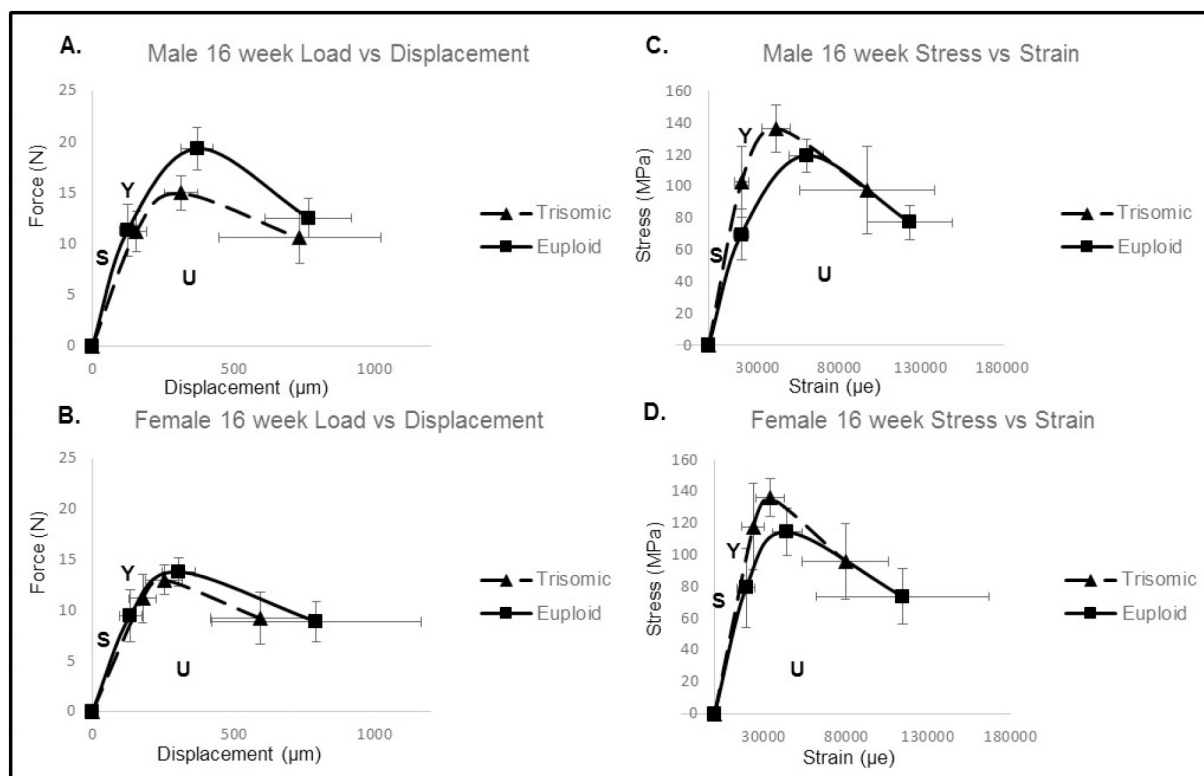 A.
Male 16 week Load vs Displacement
25
20
15
10
5
0
Force (N)
Y
S
U
0 500 1000
Displacement (µm)
Trisomic
Euploid
C.
Male 16 week Stress vs Strain
160
140
120
100
80
60
40
20
0
Stress (MPa)
Y
S
U
30000 80000 130000 180000
Strain (µe)
Trisomic
Euploid
B.
Female 16 week Load vs Displacement
25
20
15
10
5
0
Force (N)
Y
S
U
0 500 1000
Displacement (µm)
Trisomic
Euploid
D.
Female 16 week Stress vs Strain
160
140
120
100
80
60
40
20
0
Stress (MPa)
Y
S
U
30000 80000 130000 180000
Strain (µe)
Trisomic
Euploid